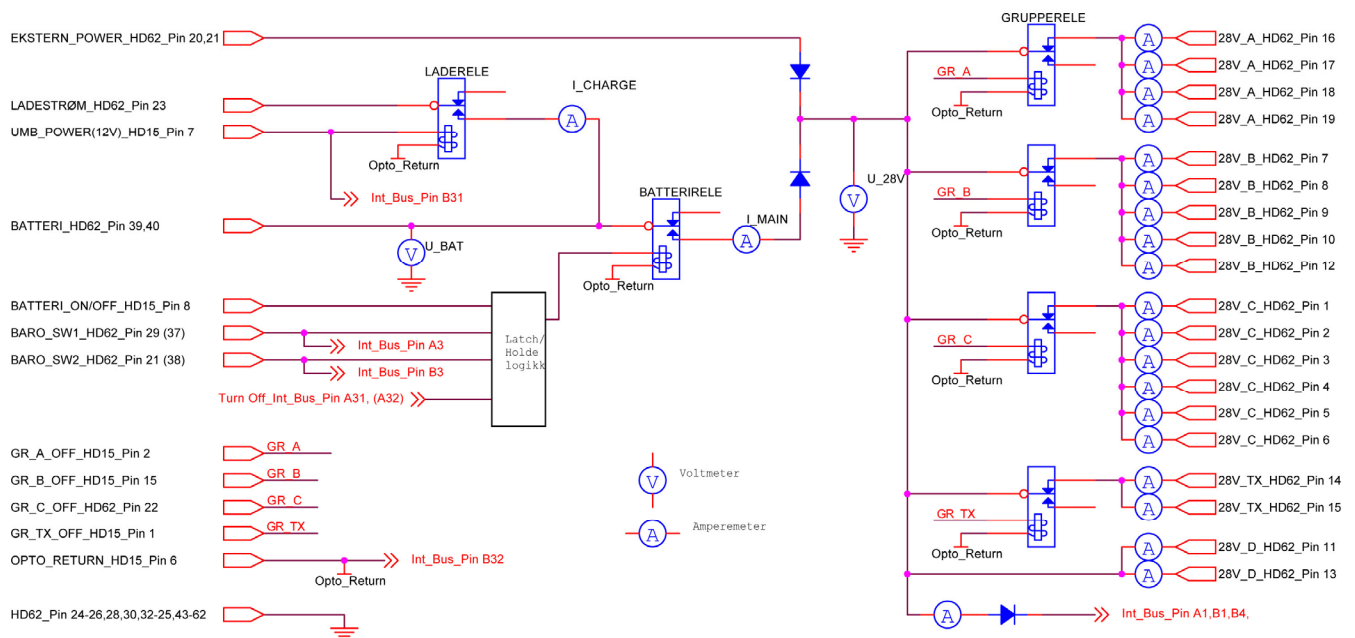 GRUPPERELE
EKSTERN_POWER_HD62_Pin 20,21
LADERELE
I_CHARGE
LADESTRØM_HD62_Pin 23
UMB_POWER(12V)_HD15_Pin 7
A
Opto_Return
Int_Bus_Pin B31
BATTERIRELE
I_MAIN
U_28V
BATTERI_HD62_Pin 39,40
U_BAT
V
A
V
Opto_Return
BATTERI_ON/OFF_HD15_Pin 8
BARO_SW1_HD62_Pin 29 (37)
Int_Bus_Pin A3
BARO_SW2_HD62_Pin 21 (38)
Int_Bus_Pin B3
Turn Off_Int_Bus_Pin A31, (A32)
Latch/
Holde
logikk
GR_A_OFF_HD15_Pin 2
GR_A
GR_B_OFF_HD15_Pin 15
GR_B
GR_C_OFF_HD62_Pin 22
GR_C
GR_TX_OFF_HD15_Pin 1
GR_TX
OPTO_RETURN_HD15_Pin 6
Int_Bus_Pin B32
Opto_Return
HD62_Pin 24-26,28,30,32-25,43-62
V
Voltmeter
A
Amperemeter
GR_A
Opto_Return
A
28V_A_HD62_Pin 16
A
28V_A_HD62_Pin 17
A
28V_A_HD62_Pin 18
A
28V_A_HD62_Pin 19
GR_B
Opto_Return
A
28V_B_HD62_Pin 7
A
28V_B_HD62_Pin 8
A
28V_B_HD62_Pin 9
A
28V_B_HD62_Pin 10
A
28V_B_HD62_Pin 12
GR_C
Opto_Return
A
28V_C_HD62_Pin 1
A
28V_C_HD62_Pin 2
A
28V_C_HD62_Pin 3
A
28V_C_HD62_Pin 4
A
28V_C_HD62_Pin 5
A
28V_C_HD62_Pin 6
GR_TX
Opto_Return
A
28V_TX_HD62_Pin 14
A
28V_TX_HD62_Pin 15
A
28V_D_HD62_Pin 11
A
28V_D_HD62_Pin 13
A
Int_Bus_Pin A1,B1,B4,